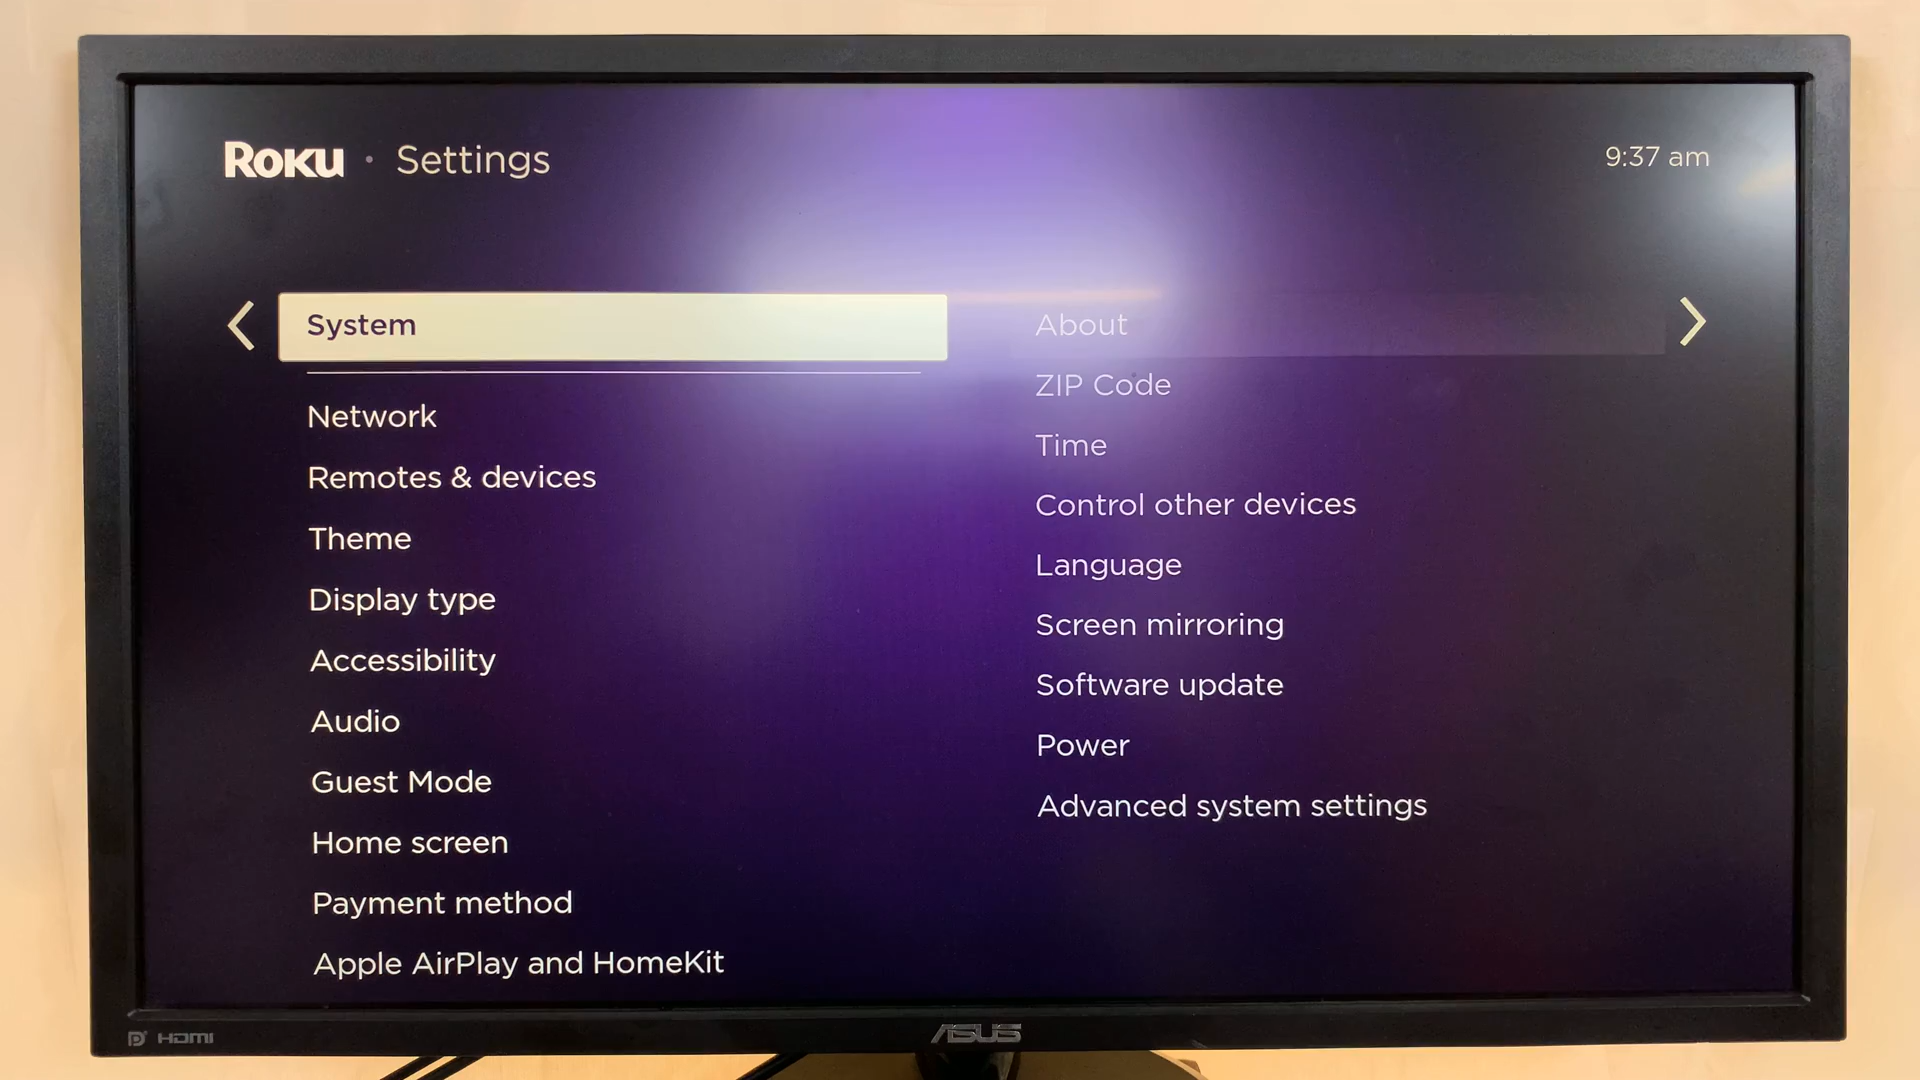 Roku · Settings
9:37 am
System
Network
Remotes & devices
Theme
Display type
Accessibility
Audio
Guest Mode
Home screen
Payment method
Apple AirPlay and HomeKit
About
ZIP Code
Time
Control other devices
Language
Screen mirroring
Software update
Power
Advanced system settings
HDMI
ASUS